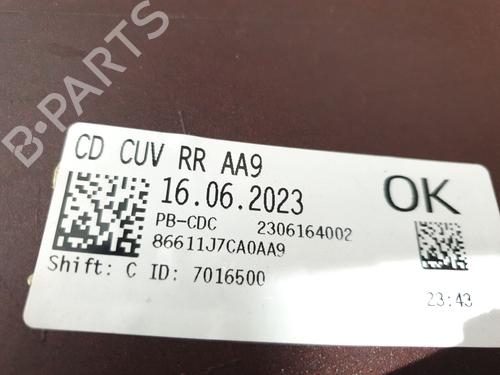 B-PARTS
CD CUV RR AA9
16.06.2023
OK
PB-CDC 2306164002
86611J7CA0AA9
Shift: C ID: 7016500
23:43